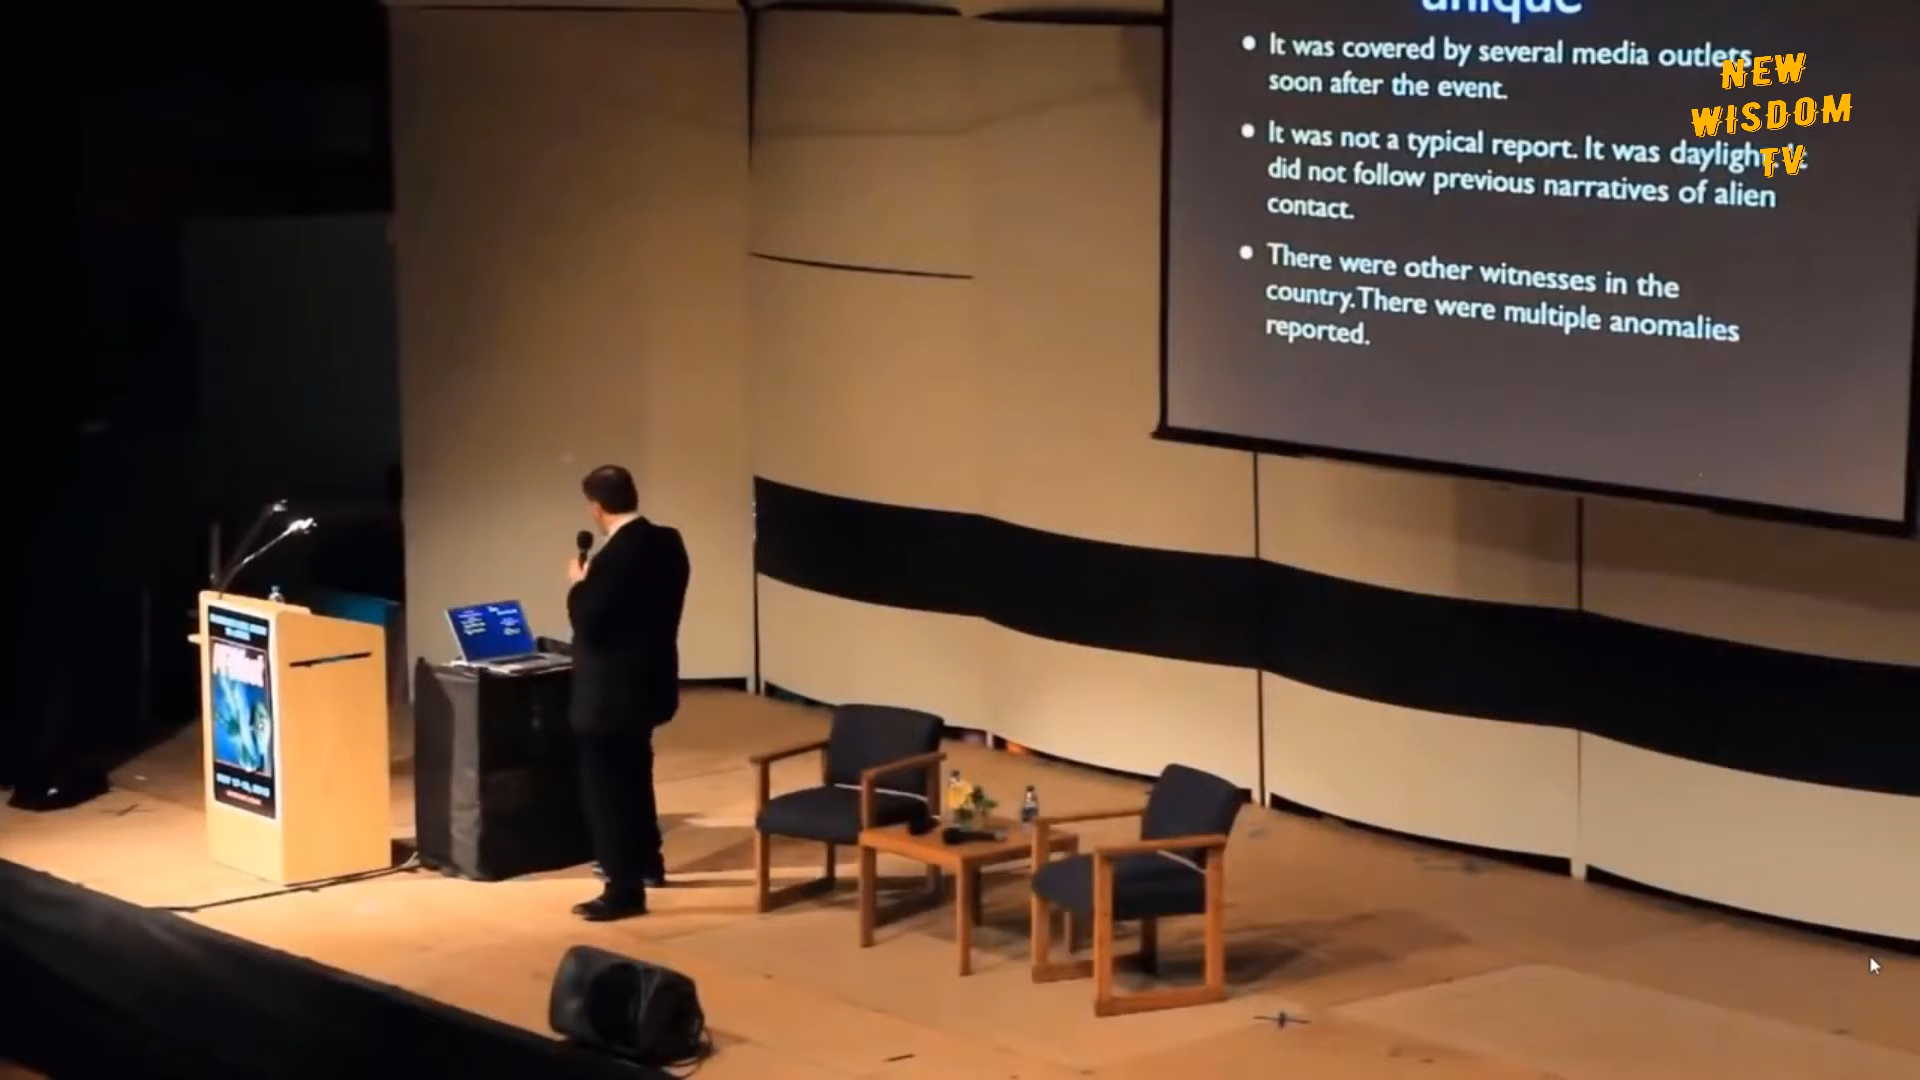 unique
It was covered by several media outlets
soon after the event.
It was not a typical report. It was daylight. It
did not follow previous narratives of alien
contact.
There were other witnesses in the
country. There were multiple anomalies
reported.
NEW
WISDOM
TV